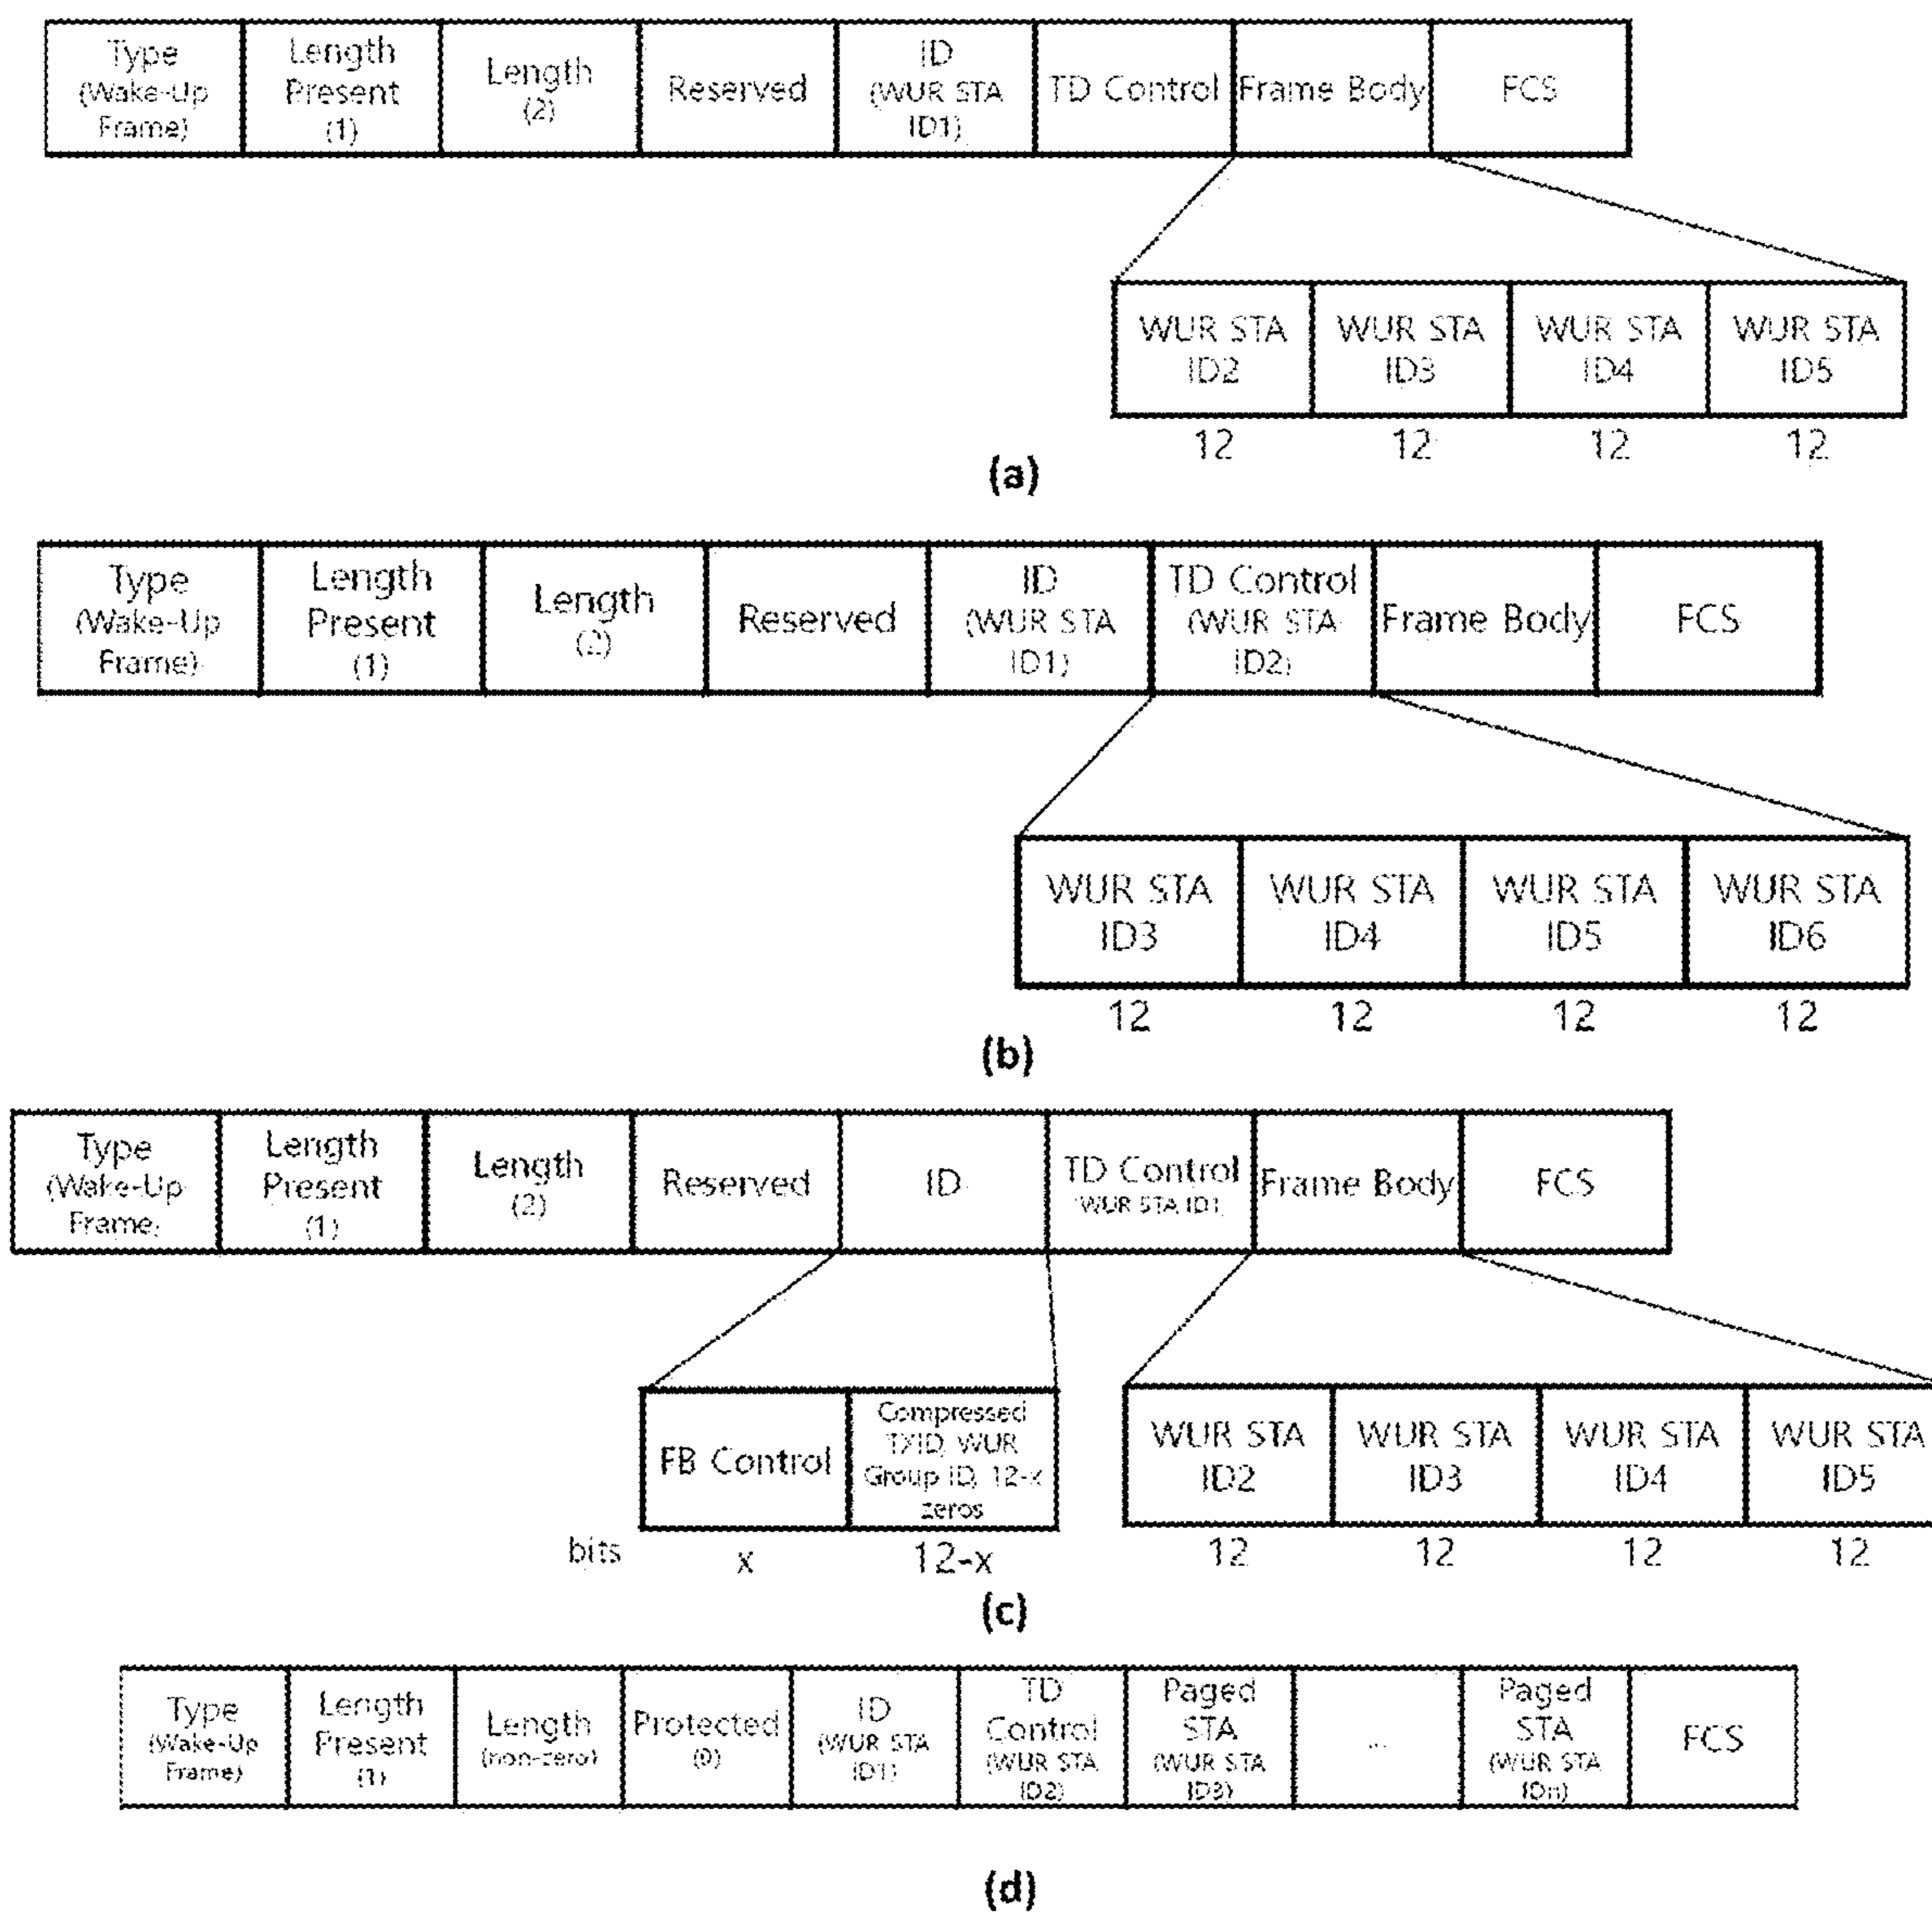 Type
(Wake-Up
Frame)
Length
Present
(1)
Length
(2)
Reserved
ID
(WUR STA
ID1)
TD Control
Frame Body
FCS
WUR STA
ID2
WUR STA
ID3
WUR STA
ID4
WUR STA
ID5
12
12
12
12
(a)
Type
(Wake-Up
Frame)
Length
Present
(1)
Length
(2)
Reserved
ID
(WUR STA
ID1)
TD Control
(WUR STA
ID2)
Frame Body
FCS
WUR STA
ID3
WUR STA
ID4
WUR STA
ID5
WUR STA
ID6
12
12
12
12
(b)
Type
(Wake-Up
Frame)
Length
Present
(1)
Length
(2)
Reserved
ID
TD Control
(WUR STA ID1)
Frame Body
FCS
FB Control
Compressed
TXID, WUR
Group ID, 12-x
zeros
WUR STA
ID2
WUR STA
ID3
WUR STA
ID4
WUR STA
ID5
bits
x
12-x
12
12
12
12
(c)
Type
(Wake-Up
Frame)
Length
Present
(1)
Length
(non-zero)
Protected
(0)
ID
(WUR STA
ID1)
TD
Control
(WUR STA
ID2)
Paged
STA
(WUR STA
ID3)
...
Paged
STA
(WUR STA
IDn)
FCS
(d)